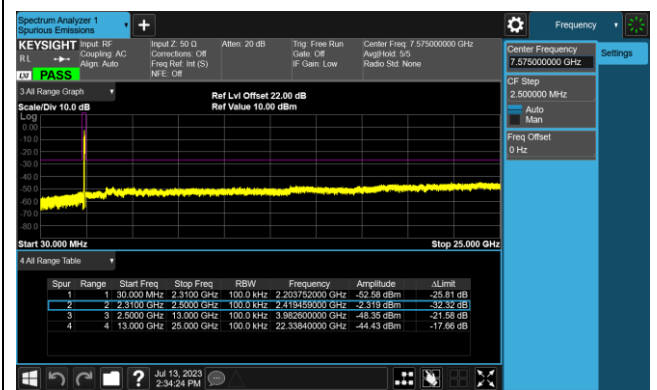 Spectrum Analyzer 1
Spurious Emissions
Frequency
KEYSIGHT Input: RF Input Z: 50 Ω Atten: 20 dB Trig: Free Run Center Freq: 7.575000000 GHz
RL Coupling: AC Corrections: Off Gate: Off Avg|Hold: 5/5
Align: Auto Freq Ref: Int (S) IF Gain: Low Radio Std: None
LXI PASS NFE: Off
Center Frequency
7.575000000 GHz
Settings
CF Step
2.500000 MHz
Auto
Man
Freq Offset
0 Hz
3 All Range Graph
Ref Lvl Offset 22.00 dB
Scale/Div 10.0 dB Ref Value 10.00 dBm
Log
0.00
-10.0
-20.0
-30.0
-40.0
-50.0
-60.0
-70.0
-80.0
Start 30.000 MHz Stop 25.000 GHz
4 All Range Table
Spur Range Start Freq Stop Freq RBW Frequency Amplitude ΔLimit
1 1 30.000 MHz 2.3100 GHz 100.0 kHz 2.203752000 GHz -52.58 dBm -25.81 dB
2 2 2.3100 GHz 2.5000 GHz 100.0 kHz 2.419459000 GHz -2.319 dBm -32.32 dB
3 3 2.5000 GHz 13.000 GHz 100.0 kHz 3.982600000 GHz -48.35 dBm -21.58 dB
4 4 13.000 GHz 25.000 GHz 100.0 kHz 22.33840000 GHz -44.43 dBm -17.66 dB
? Jul 13, 2023
2:34:24 PM